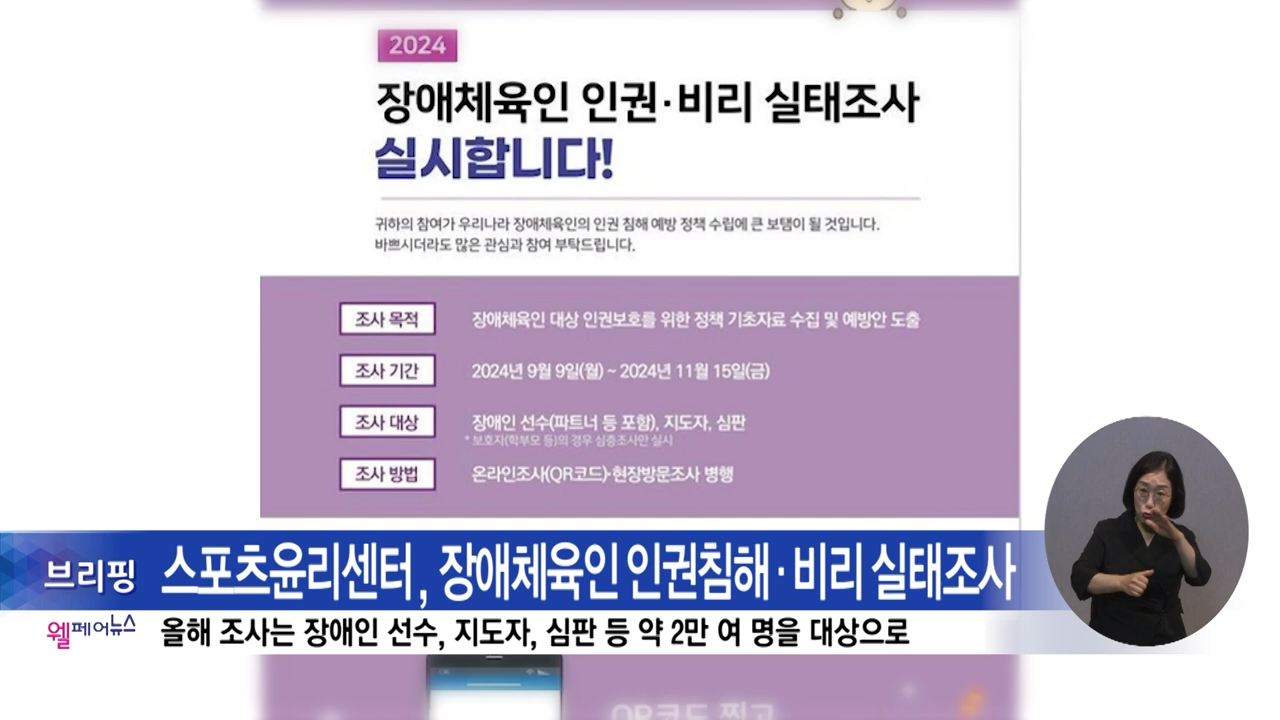 2024
장애체육인 인권·비리 실태조사
실시합니다!
귀하의 참여가 우리나라 장애체육인의 인권 침해 예방 정책 수립에 큰 보탬이 될 것입니다.
바쁘시더라도 많은 관심과 참여 부탁드립니다.
조사 목적 장애체육인 대상 인권보호를 위한 정책 기초자료 수집 및 예방안 도출
조사 기간 2024년 9월 9일(월) ~ 2024년 11월 15일(금)
조사 대상 장애인 선수(파트너 등 포함), 지도자, 심판
* 보호자(학부모 등)의 경우 심층조사만 실시
조사 방법 온라인조사(QR코드)·현장방문조사 병행
브리핑 스포츠윤리센터, 장애체육인 인권침해·비리 실태조사
웰페어뉴스 올해 조사는 장애인 선수, 지도자, 심판 등 약 2만 여 명을 대상으로
QR코드 찍고